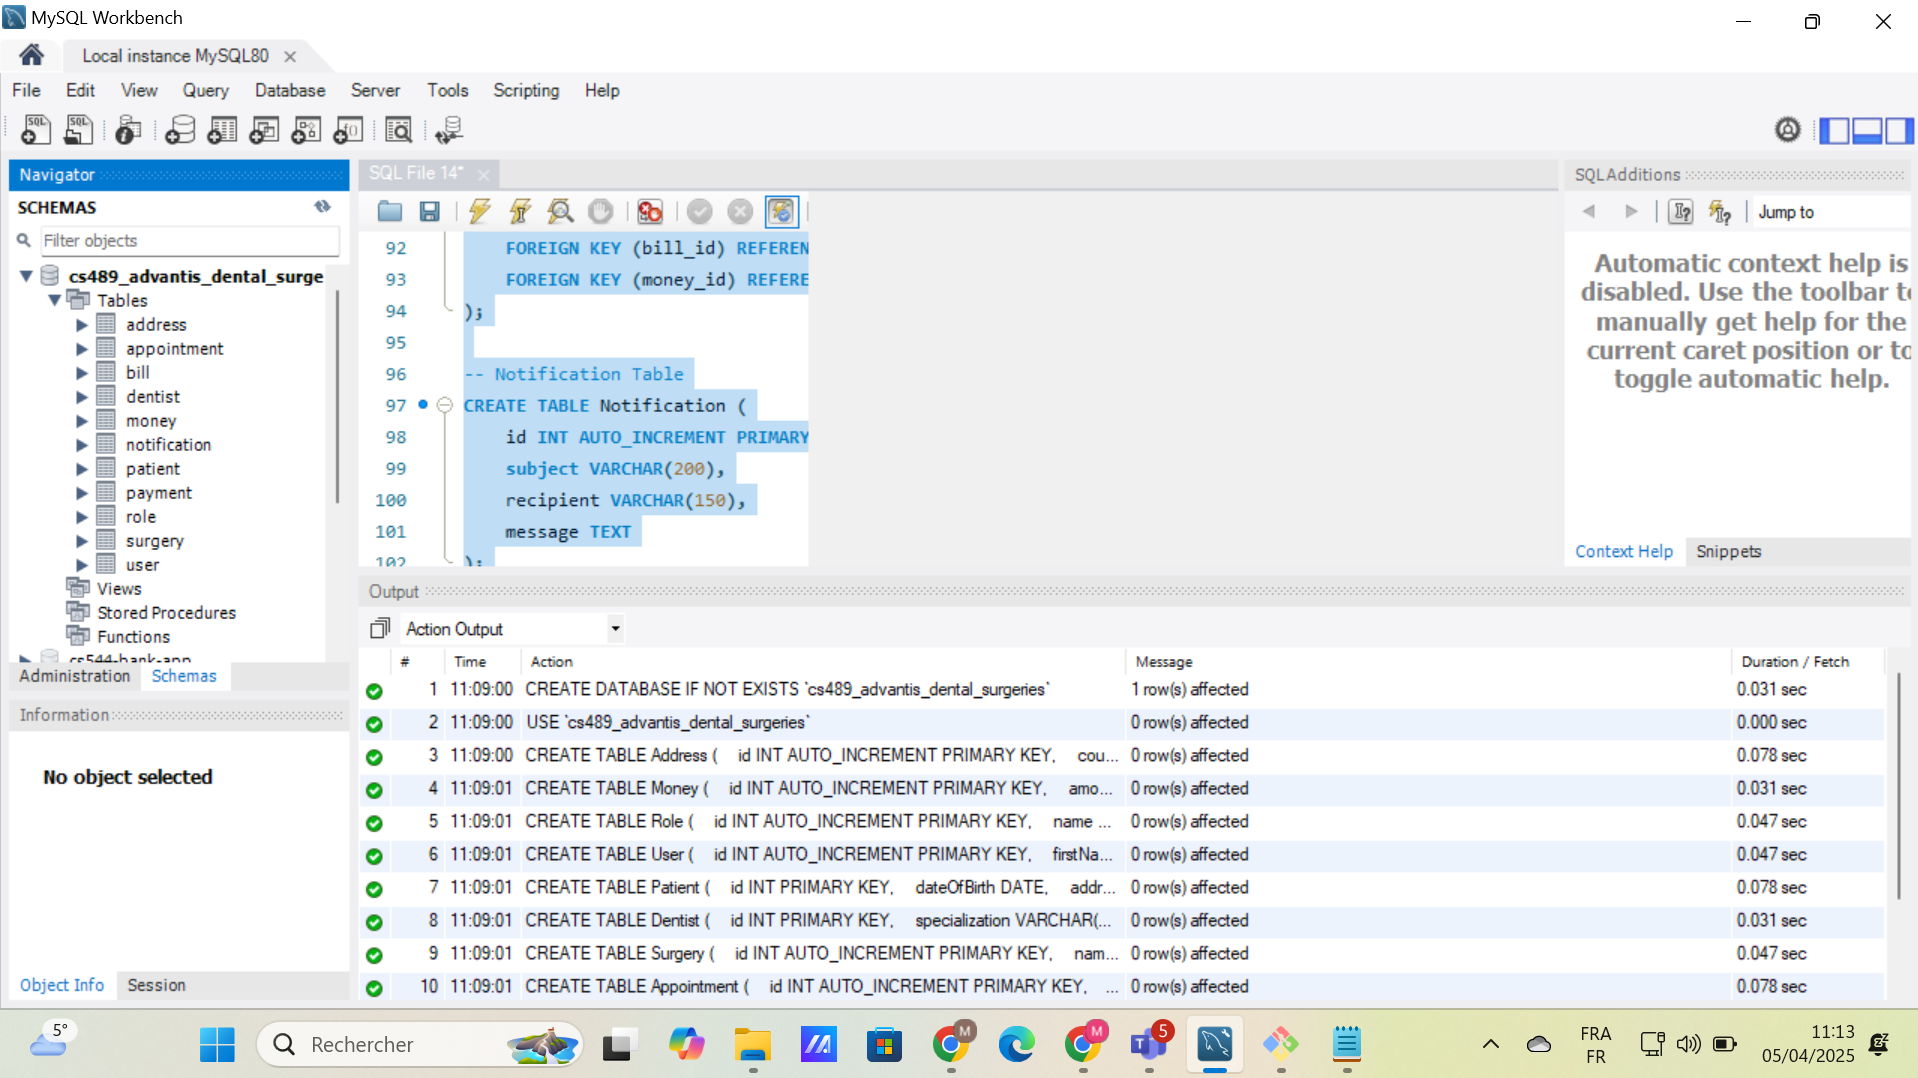 MySQL Workbench
Local instance MySQL80
File Edit View Query Database Server Tools Scripting Help
Navigator
SCHEMAS
Filter objects
cs489_advantis_dental_surge
Tables
address
appointment
bill
dentist
money
notification
patient
payment
role
surgery
user
Views
Stored Procedures
Functions
cs544-bank-app
Administration Schemas
Information
No object selected
Object Info Session
SQL File 14*
92 FOREIGN KEY (bill_id) REFEREN
93 FOREIGN KEY (money_id) REFERE
94 );
95
96 -- Notification Table
97 CREATE TABLE Notification (
98 id INT AUTO_INCREMENT PRIMARY
99 subject VARCHAR(200),
100 recipient VARCHAR(150),
101 message TEXT
102 );
SQLAdditions
Jump to
Automatic context help is
disabled. Use the toolbar to
manually get help for the
current caret position or to
toggle automatic help.
Context Help Snippets
Output
Action Output
# Time Action Message Duration / Fetch
1 11:09:00 CREATE DATABASE IF NOT EXISTS `cs489_advantis_dental_surgeries` 1 row(s) affected 0.031 sec
2 11:09:00 USE `cs489_advantis_dental_surgeries` 0 row(s) affected 0.000 sec
3 11:09:00 CREATE TABLE Address ( id INT AUTO_INCREMENT PRIMARY KEY, cou... 0 row(s) affected 0.078 sec
4 11:09:01 CREATE TABLE Money ( id INT AUTO_INCREMENT PRIMARY KEY, amo... 0 row(s) affected 0.031 sec
5 11:09:01 CREATE TABLE Role ( id INT AUTO_INCREMENT PRIMARY KEY, name ... 0 row(s) affected 0.047 sec
6 11:09:01 CREATE TABLE User ( id INT AUTO_INCREMENT PRIMARY KEY, firstNa... 0 row(s) affected 0.047 sec
7 11:09:01 CREATE TABLE Patient ( id INT PRIMARY KEY, dateOfBirth DATE, addr... 0 row(s) affected 0.078 sec
8 11:09:01 CREATE TABLE Dentist ( id INT PRIMARY KEY, specialization VARCHAR(... 0 row(s) affected 0.031 sec
9 11:09:01 CREATE TABLE Surgery ( id INT AUTO_INCREMENT PRIMARY KEY, nam... 0 row(s) affected 0.047 sec
10 11:09:01 CREATE TABLE Appointment ( id INT AUTO_INCREMENT PRIMARY KEY, ... 0 row(s) affected 0.078 sec
5°
Rechercher
M
M
5
FRA
FR
11:13
05/04/2025